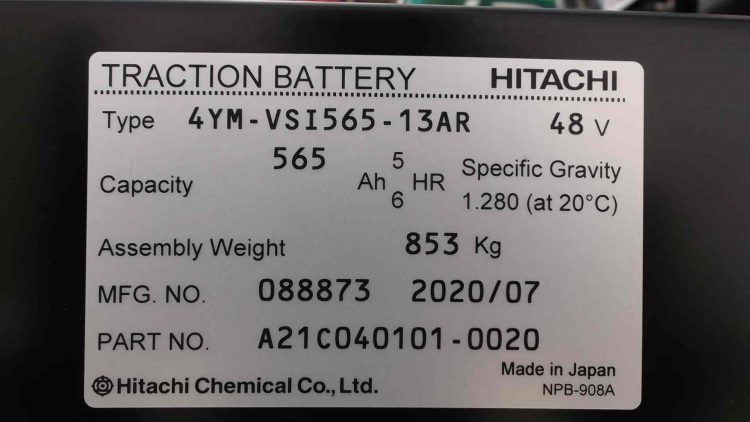 TRACTION BATTERY HITACHI
Type 4YM-VSI565-13AR 48 V
Capacity 565 Ah 5 HR Specific Gravity
6 1.280 (at 20°C)
Assembly Weight 853 Kg
MFG. NO. 088873 2020/07
PART NO. A21C040101-0020
Made in Japan
Hitachi Chemical Co., Ltd. NPB-908A